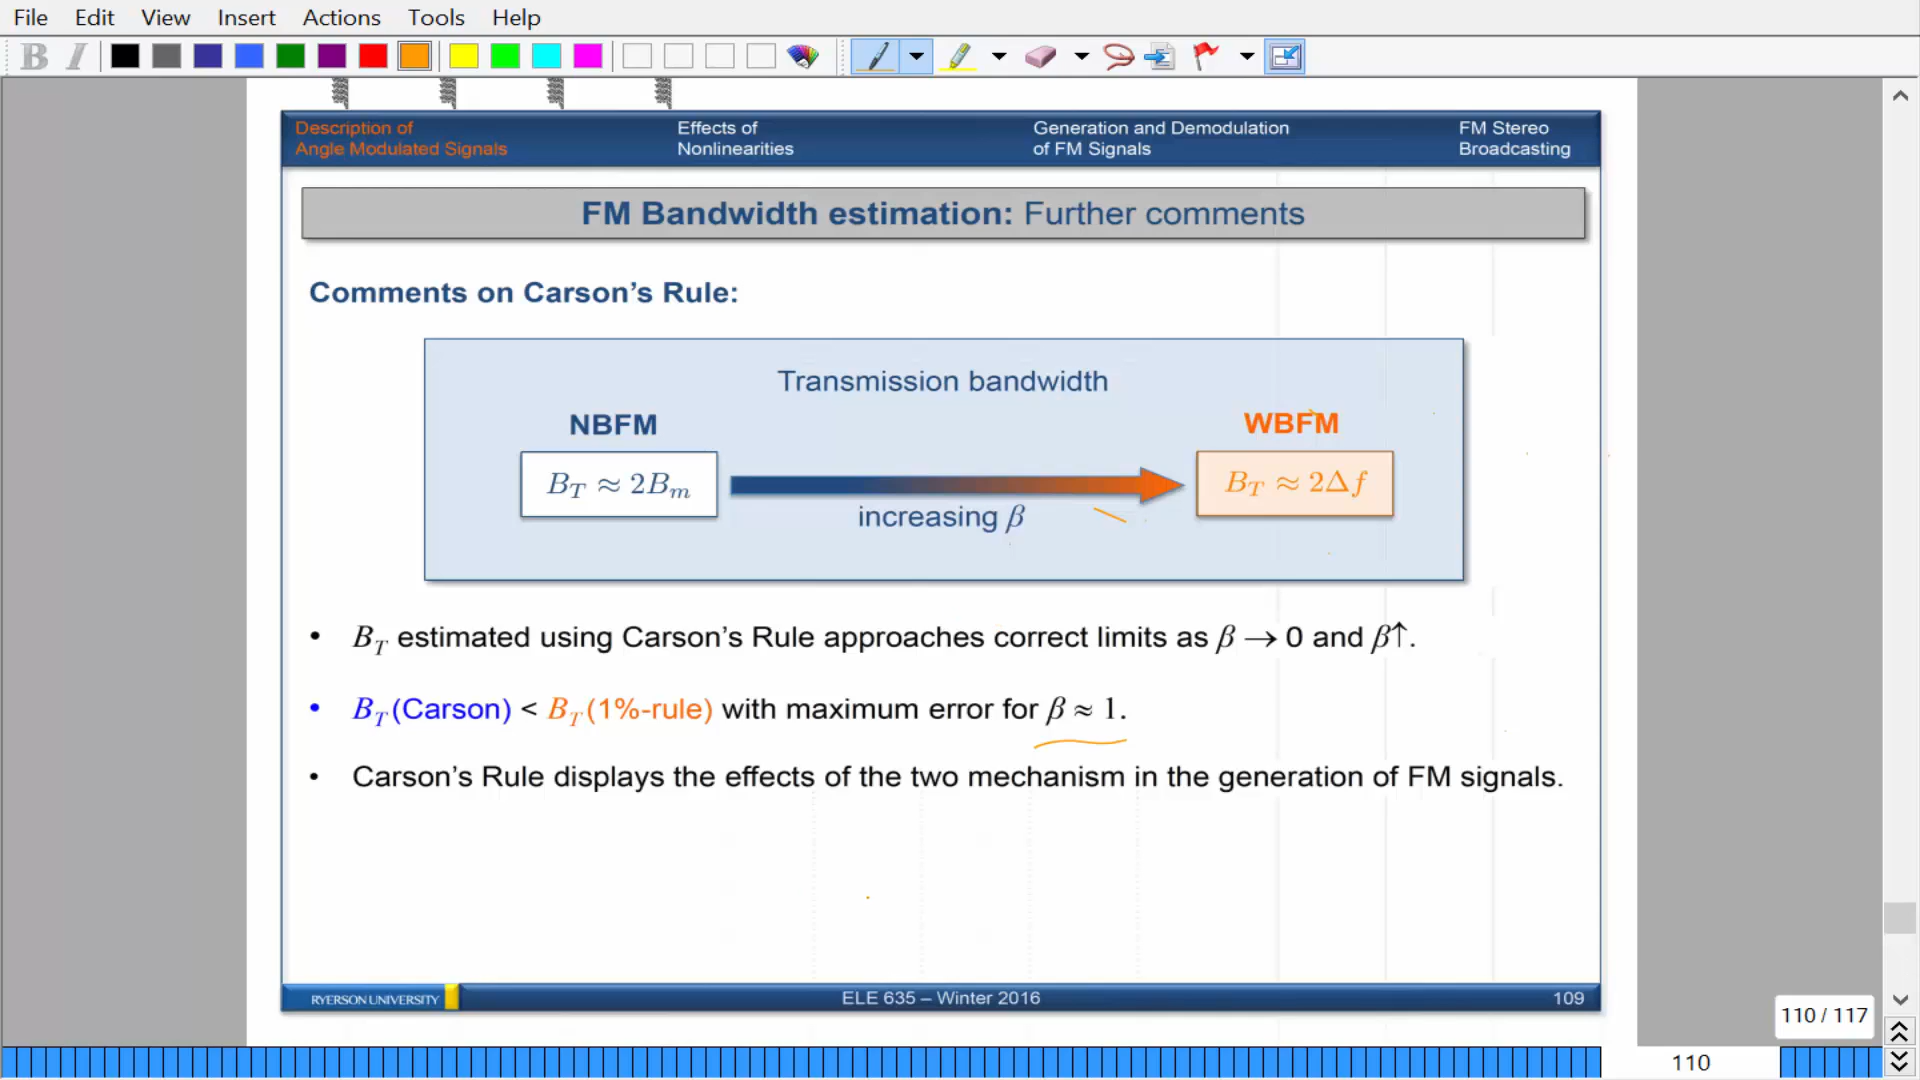 File Edit View Insert Actions Tools Help
B I
Description of
Angle Modulated Signals
Effects of
Nonlinearities
Generation and Demodulation
of FM Signals
FM Stereo
Broadcasting
FM Bandwidth estimation: Further comments
Comments on Carson's Rule:
Transmission bandwidth
NBFM
WBFM
B_T ≈ 2B_m
B_T ≈ 2Δf
increasing β
• B_T estimated using Carson's Rule approaches correct limits as β → 0 and β↑.
• B_T (Carson) < B_T (1%-rule) with maximum error for β ≈ 1.
• Carson's Rule displays the effects of the two mechanism in the generation of FM signals.
RYERSON UNIVERSITY
ELE 635 – Winter 2016
109
110 / 117
110